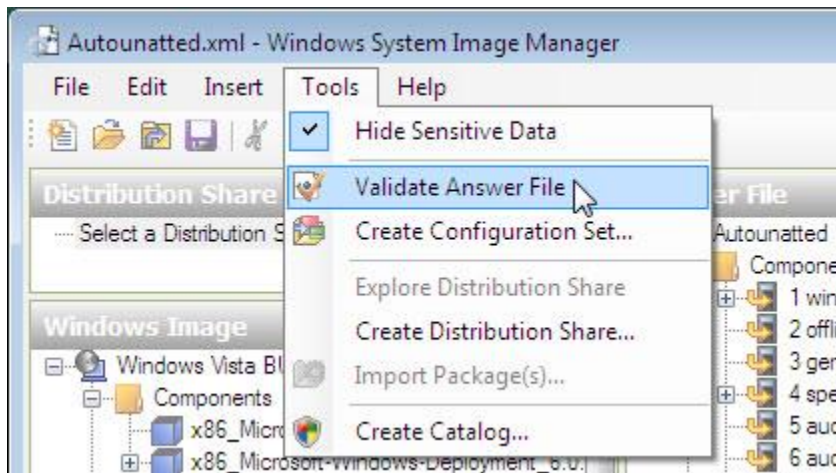 Autounatted.xml - Windows System Image Manager
File Edit Insert Tools Help
Hide Sensitive Data
Distribution Share
Validate Answer File
er File
Select a Distribution S
Create Configuration Set...
Autounatted
Compone
Explore Distribution Share
1 win
Windows Image
Create Distribution Share...
2 offli
Windows Vista BU
Import Package(s)...
3 ger
Components
4 spe
x86_Micro
Create Catalog...
5 aud
x86_Microsoft-Windows-Deployment_6.0.
6 aud